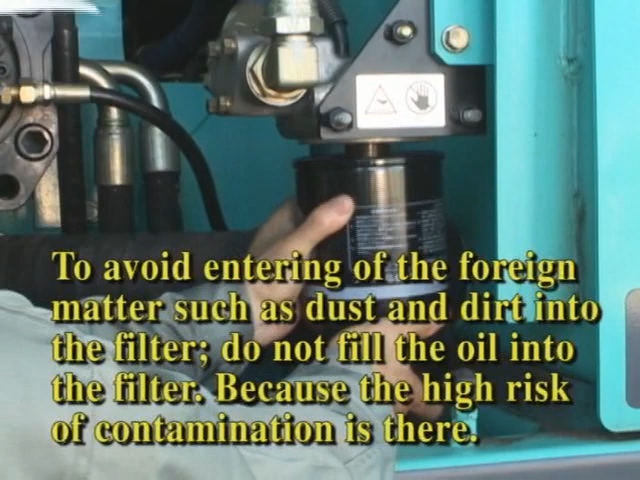 To avoid entering of the foreign
matter such as dust and dirt into
the filter; do not fill the oil into
the filter. Because the high risk
of contamination is there.